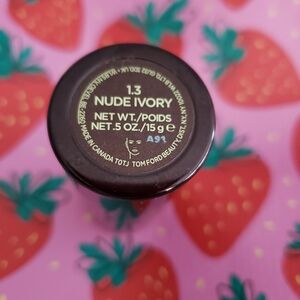 1.3
NUDE IVORY
NET WT./POIDS
NET .5 OZ./15 g ℮
A91
MADE IN CANADA TOTJ TOM FORD BEAUTY, DIST. NY, NY